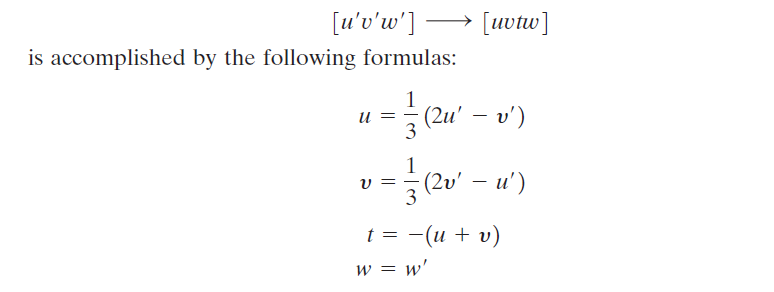 [u'v'w'] ⟶ [uvtw]
is accomplished by the following formulas:
u = 1/3 (2u' − v')
v = 1/3 (2v' − u')
t = −(u + v)
w = w'